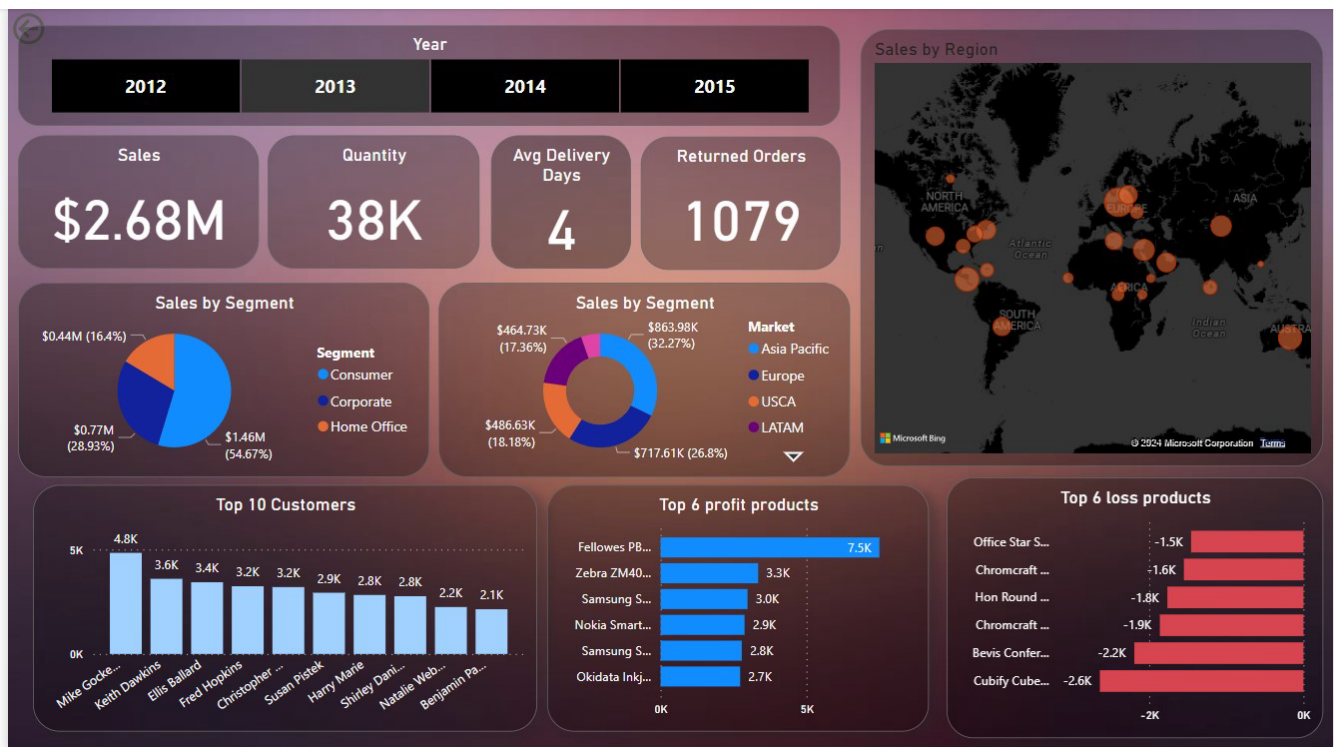 Year
2012
2013
2014
2015
Sales
$2.68M
Quantity
38K
Avg Delivery
Days
4
Returned Orders
1079
Sales by Region
NORTH
AMERICA
EUROPE
ASIA
Atlantic
Ocean
AFRICA
SOUTH
AMERICA
Indian
Ocean
AUSTRA
Microsoft Bing
© 2024 Microsoft Corporation Terms
Sales by Segment
$0.44M (16.4%)
$0.77M
(28.93%)
$1.46M
(54.67%)
Segment
Consumer
Corporate
Home Office
Sales by Segment
$464.73K
(17.36%)
$863.98K
(32.27%)
$486.63K
(18.18%)
$717.61K (26.8%)
Market
Asia Pacific
Europe
USCA
LATAM
Top 10 Customers
5K
0K
4.8K
3.6K
3.4K
3.2K
3.2K
2.9K
2.8K
2.8K
2.2K
2.1K
Mike Gocke...
Keith Dawkins
Ellis Ballard
Fred Hopkins
Christopher ...
Susan Pistek
Harry Marie
Shirley Dani...
Natalie Web...
Benjamin Pa...
Top 6 profit products
Fellowes PB... 7.5K
Zebra ZM40... 3.3K
Samsung S... 3.0K
Nokia Smart... 2.9K
Samsung S... 2.8K
Okidata Inkj... 2.7K
0K 5K
Top 6 loss products
Office Star S... -1.5K
Chromcraft ... -1.6K
Hon Round ... -1.8K
Chromcraft ... -1.9K
Bevis Confer... -2.2K
Cubify Cube... -2.6K
-2K 0K